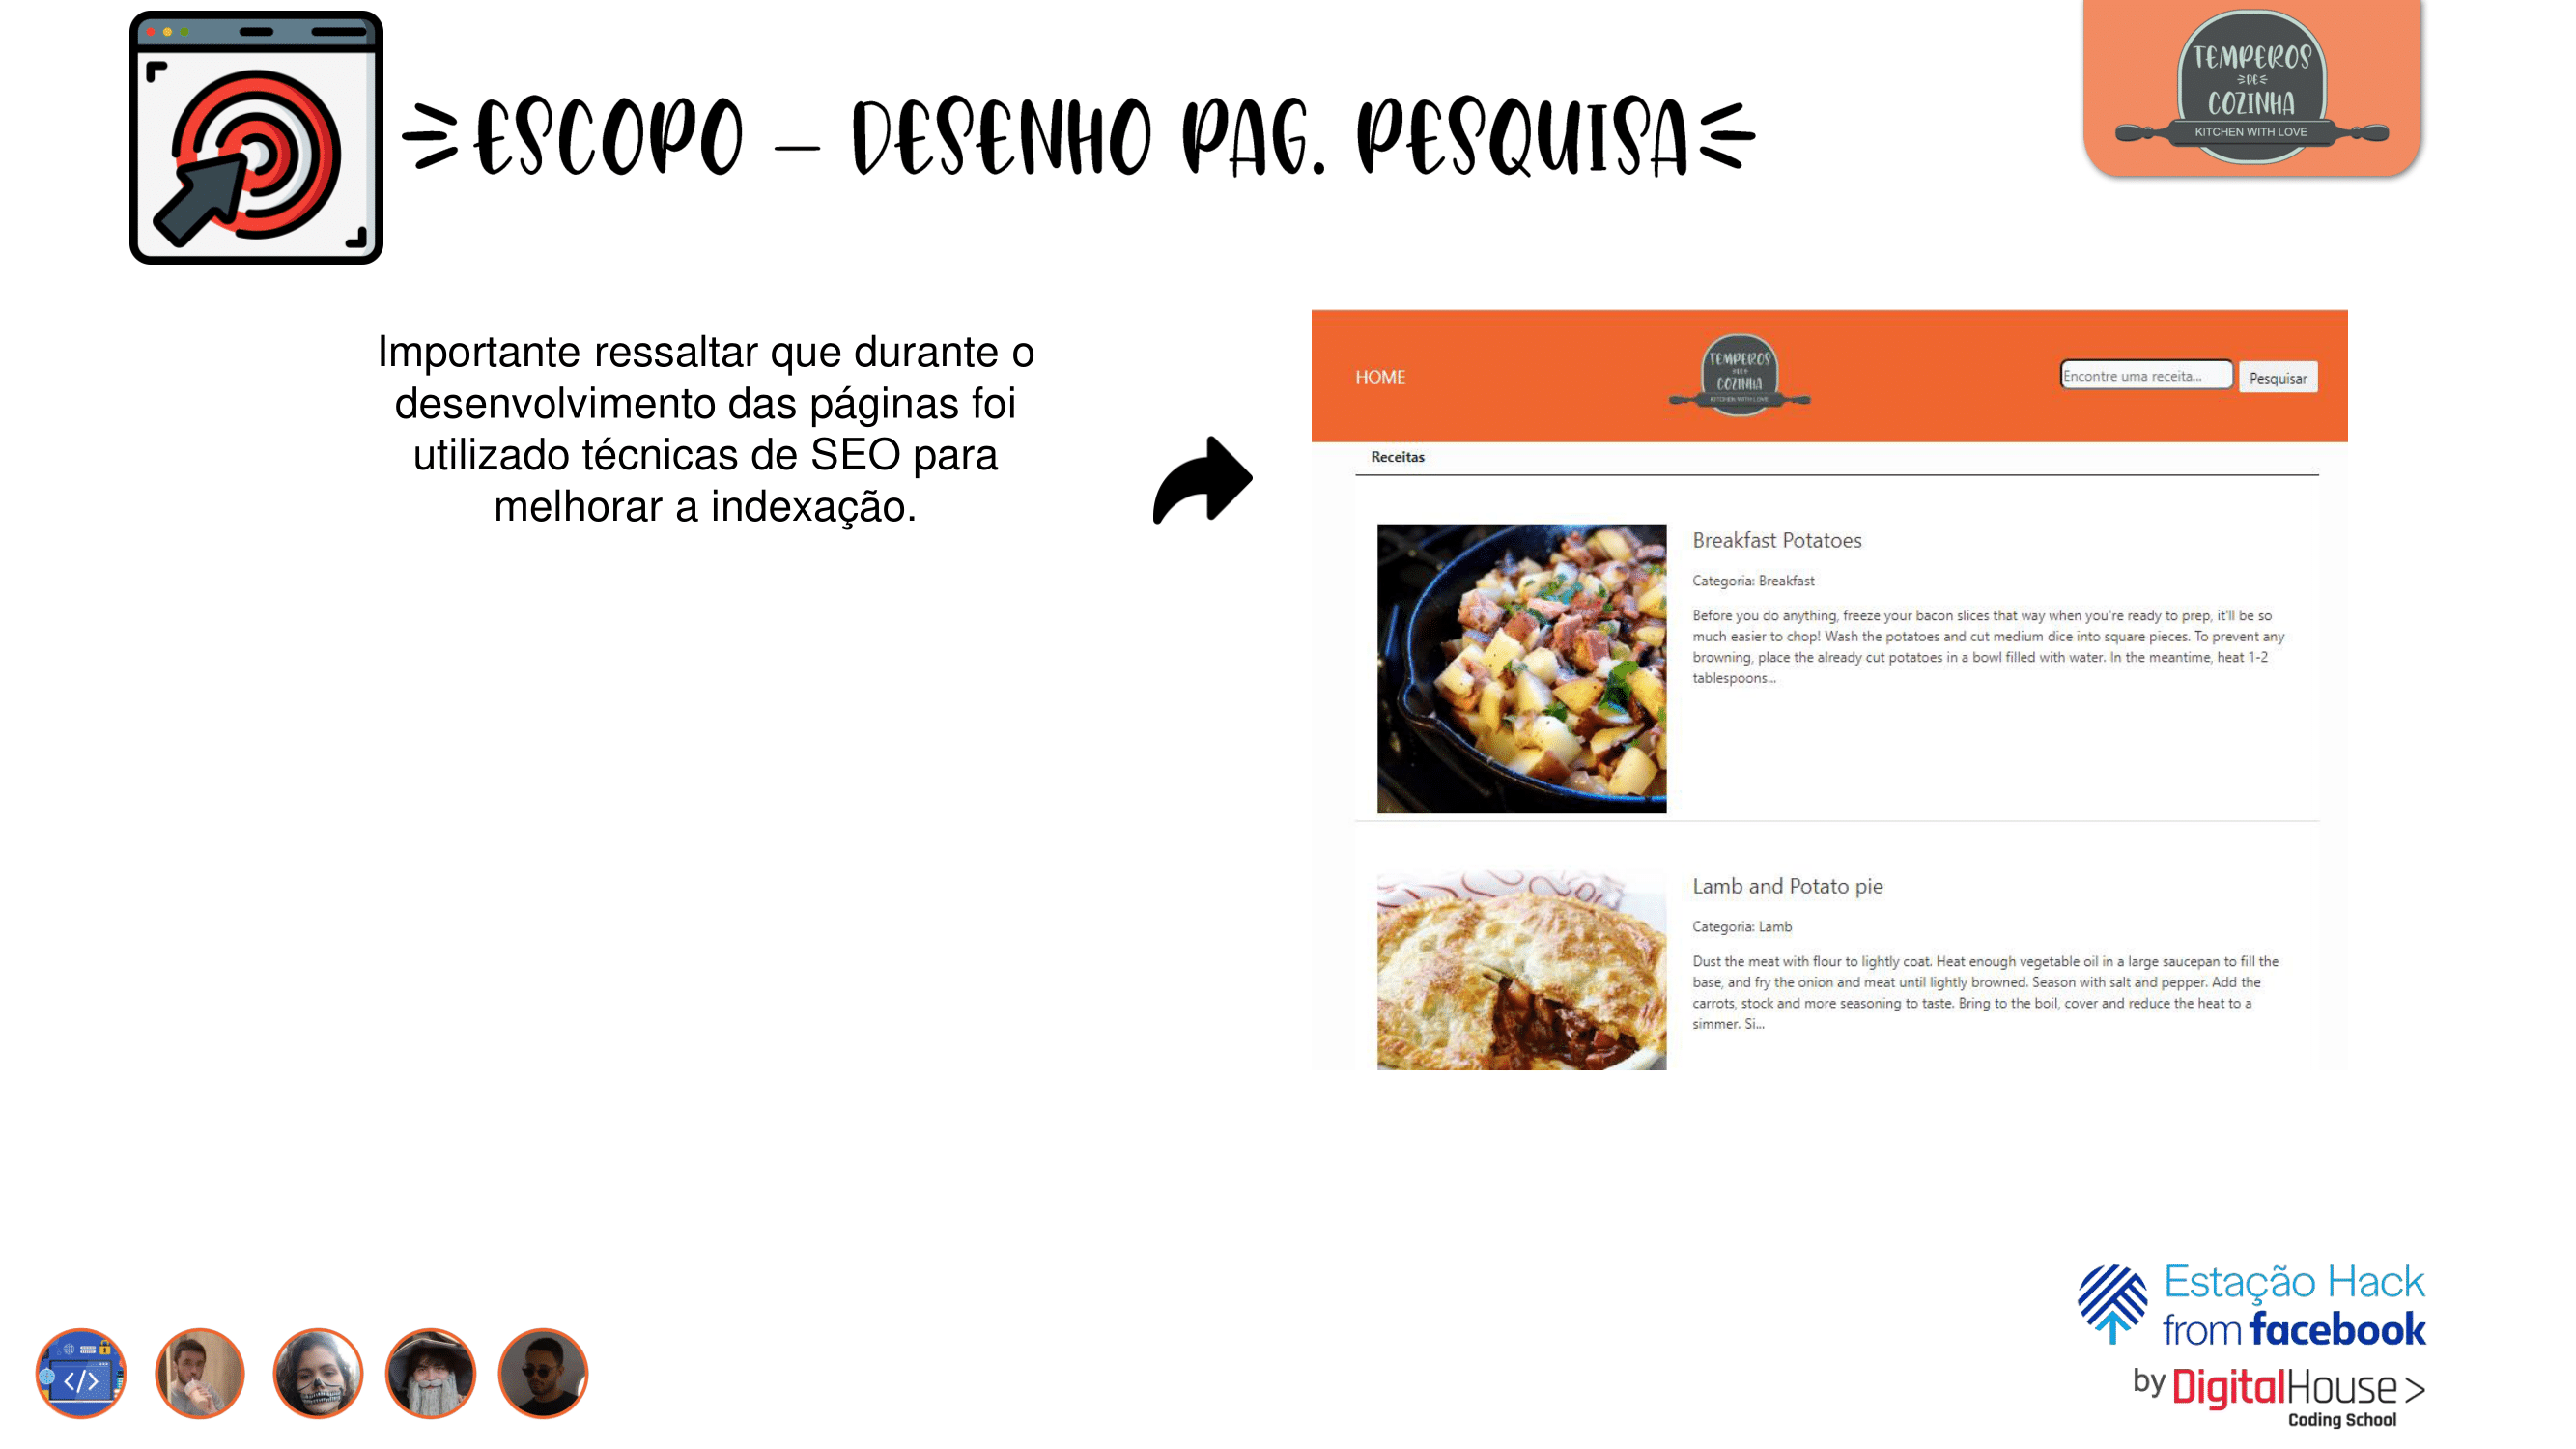 ESCOPO – DESENHO PAG. PESQUISA
TEMPEROS
DE
COZINHA
KITCHEN WITH LOVE
Importante ressaltar que durante o
desenvolvimento das páginas foi
utilizado técnicas de SEO para
melhorar a indexação.
HOME
TEMPEROS
DE
COZINHA
KITCHEN WITH LOVE
Encontre uma receita...
Pesquisar
Receitas
Breakfast Potatoes
Categoria: Breakfast
Before you do anything, freeze your bacon slices that way when you're ready to prep, it'll be so
much easier to chop! Wash the potatoes and cut medium dice into square pieces. To prevent any
browning, place the already cut potatoes in a bowl filled with water. In the meantime, heat 1-2
tablespoons...
Lamb and Potato pie
Categoria: Lamb
Dust the meat with flour to lightly coat. Heat enough vegetable oil in a large saucepan to fill the
base, and fry the onion and meat until lightly browned. Season with salt and pepper. Add the
carrots, stock and more seasoning to taste. Bring to the boil, cover and reduce the heat to a
simmer. Si...
</>
Estação Hack
from facebook
by DigitalHouse >
Coding School